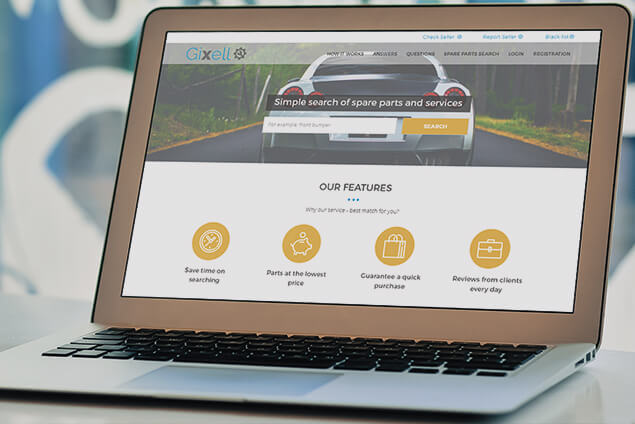 Check Seller Report Seller Black list
Gixell
HOW IT WORKS ANSWERS QUESTIONS SPARE PARTS SEARCH LOGIN REGISTRATION
Simple search of spare parts and services
For example: front bumper
SEARCH
OUR FEATURES
Why our service - best match for you?
Save time on
searching
Parts at the lowest
price
Guarantee a quick
purchase
Reviews from clients
every day